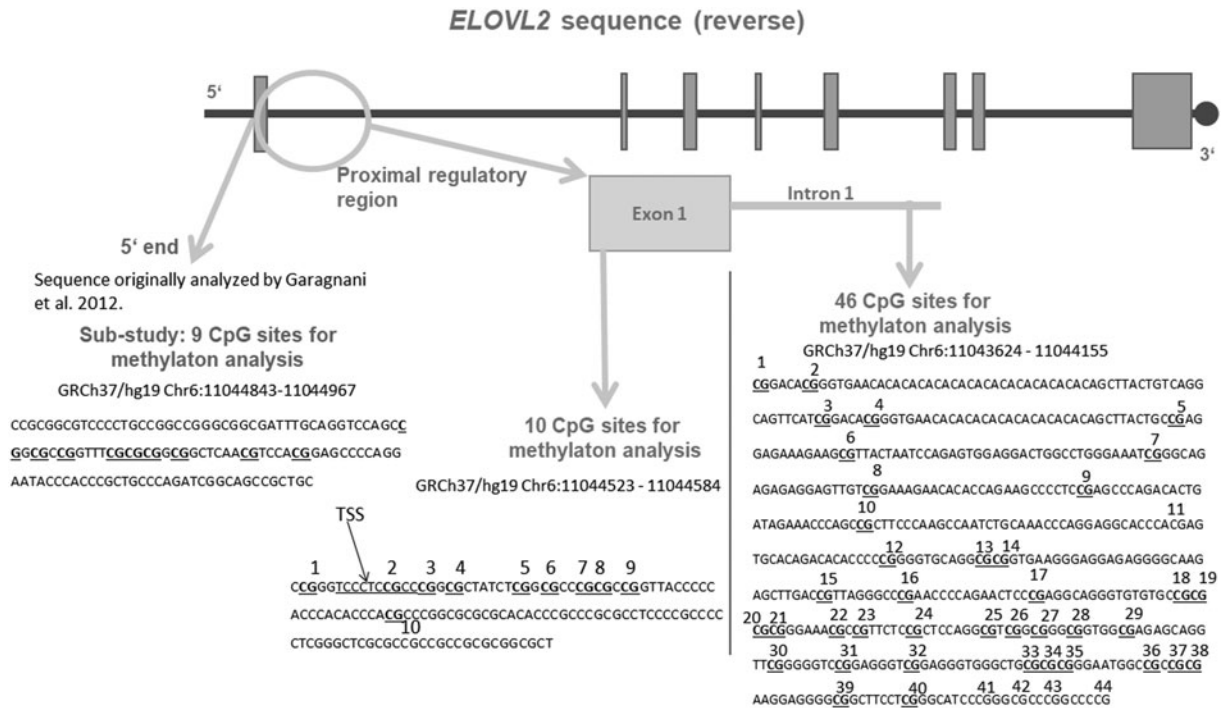 ELOVL2 sequence (reverse)
5‘
3‘
Proximal regulatory
region
Exon 1
Intron 1
5‘ end
Sequence originally analyzed by Garagnani
et al. 2012.
Sub-study: 9 CpG sites for
methylaton analysis
GRCh37/hg19 Chr6:11044843-11044967
CCGCGGCGTCCCCTGCCGGCCGGGCGGCGATTTGCAGGTCCAGCC
GGCGCCGGTTTCGCGCGGCGGCTCAACGTCCACGGAGCCCCAGG
AATACCCACCCGCTGCCCAGATCGGCAGCCGCTGC
10 CpG sites for
methylaton analysis
GRCh37/hg19 Chr6:11044523 - 11044584
TSS
1 2 3 4 5 6 7 8 9
CCGGGTCCCTCCGCCCGGCGCTATCTCGGCGCCCGCGCCGGTTACCCCC
ACCCACACCCACGCCCGGCGCGCGCACACCCGCCCGCGCCTCCCCGCCCC
10
CTCGGGCTCGCGCCGCCGCCGCGCGGCGCT
46 CpG sites for
methylaton analysis
GRCh37/hg19 Chr6:11043624 - 11044155
1 2
CGGACACGGGTGAACACACACACACACACACACACACACACAGCTTACTGTCAGG
3 4 5
CAGTTCATCGGACACGGGTGAACACACACACACACACACACAGCTTACTGCCGAG
6 7
GAGAAAGAAGCGTTACTAATCCAGAGTGGAGGACTGGCCTGGGAAATCGGGCAG
8 9
AGAGAGGAGTTGTCGGAAAGAACACACCAGAAGCCCCTCCGAGCCCAGACACTG
10 11
ATAGAAACCCAGCCGCTTCCCAAGCCAATCTGCAAACCCAGGAGGCACCCACGAG
12 13 14
TGCACAGACACACCCCCGGGGTGCAGGCGCGGTGAAGGGAGGAGAGGGGCAAG
15 16 17 18 19
AGCTTGACCGTTAGGGCCCGAACCCCAGAACTCCCGAGGCAGGGTGTGTGCCGCG
20 21 22 23 24 25 26 27 28 29
CGCGGGAAACGCCGTTCTCCGCTCCAGGCGTCGGCGGGCGGTGGCGAGAGCAGG
30 31 32 33 34 35 36 37 38
TTCGGGGGTCCGGAGGGTCGGAGGGTGGGCTGCGCGCGGGAATGGCCGCCGCG
39 40 41 42 43 44
AAGGAGGGGCGGCTTCCTCGGGCATCCCGGGCGCCCGGCCCCG